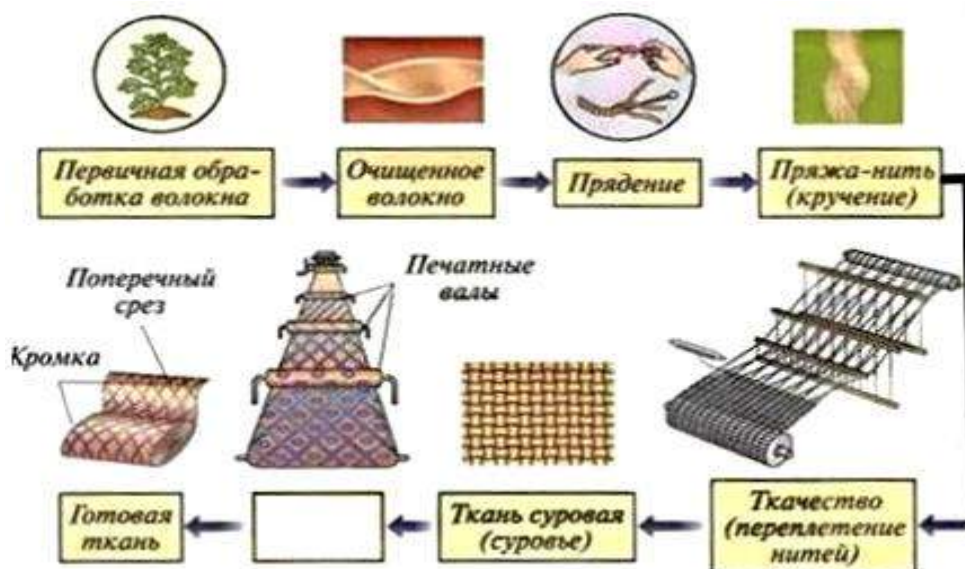 Первичная обра-
ботка волокна
Очищенное
волокно
Прядение
Пряжа-нить
(кручение)
Поперечный
срез
Кромка
Печатные
валы
Готовая
ткань
Ткань суровая
(суровье)
Ткачество
(переплетение
нитей)